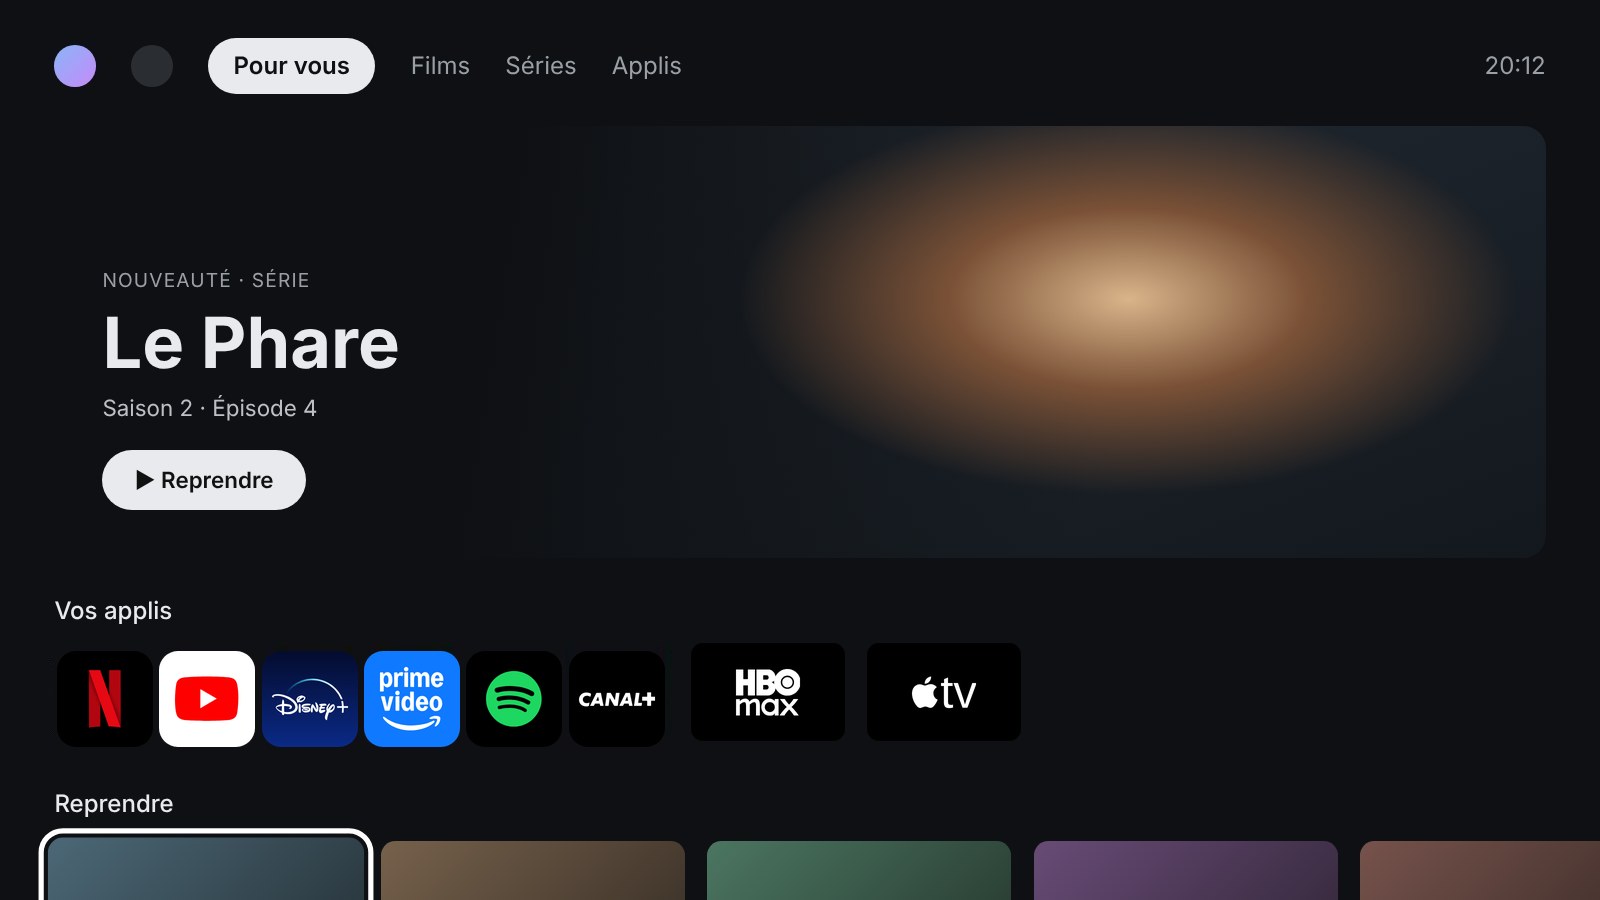 Pour vous
Films
Séries
Applis
20:12
NOUVEAUTÉ · SÉRIE
Le Phare
Saison 2 · Épisode 4
Reprendre
Vos applis
N
Disney+
prime video
CANAL+
HBO max
tv
Reprendre